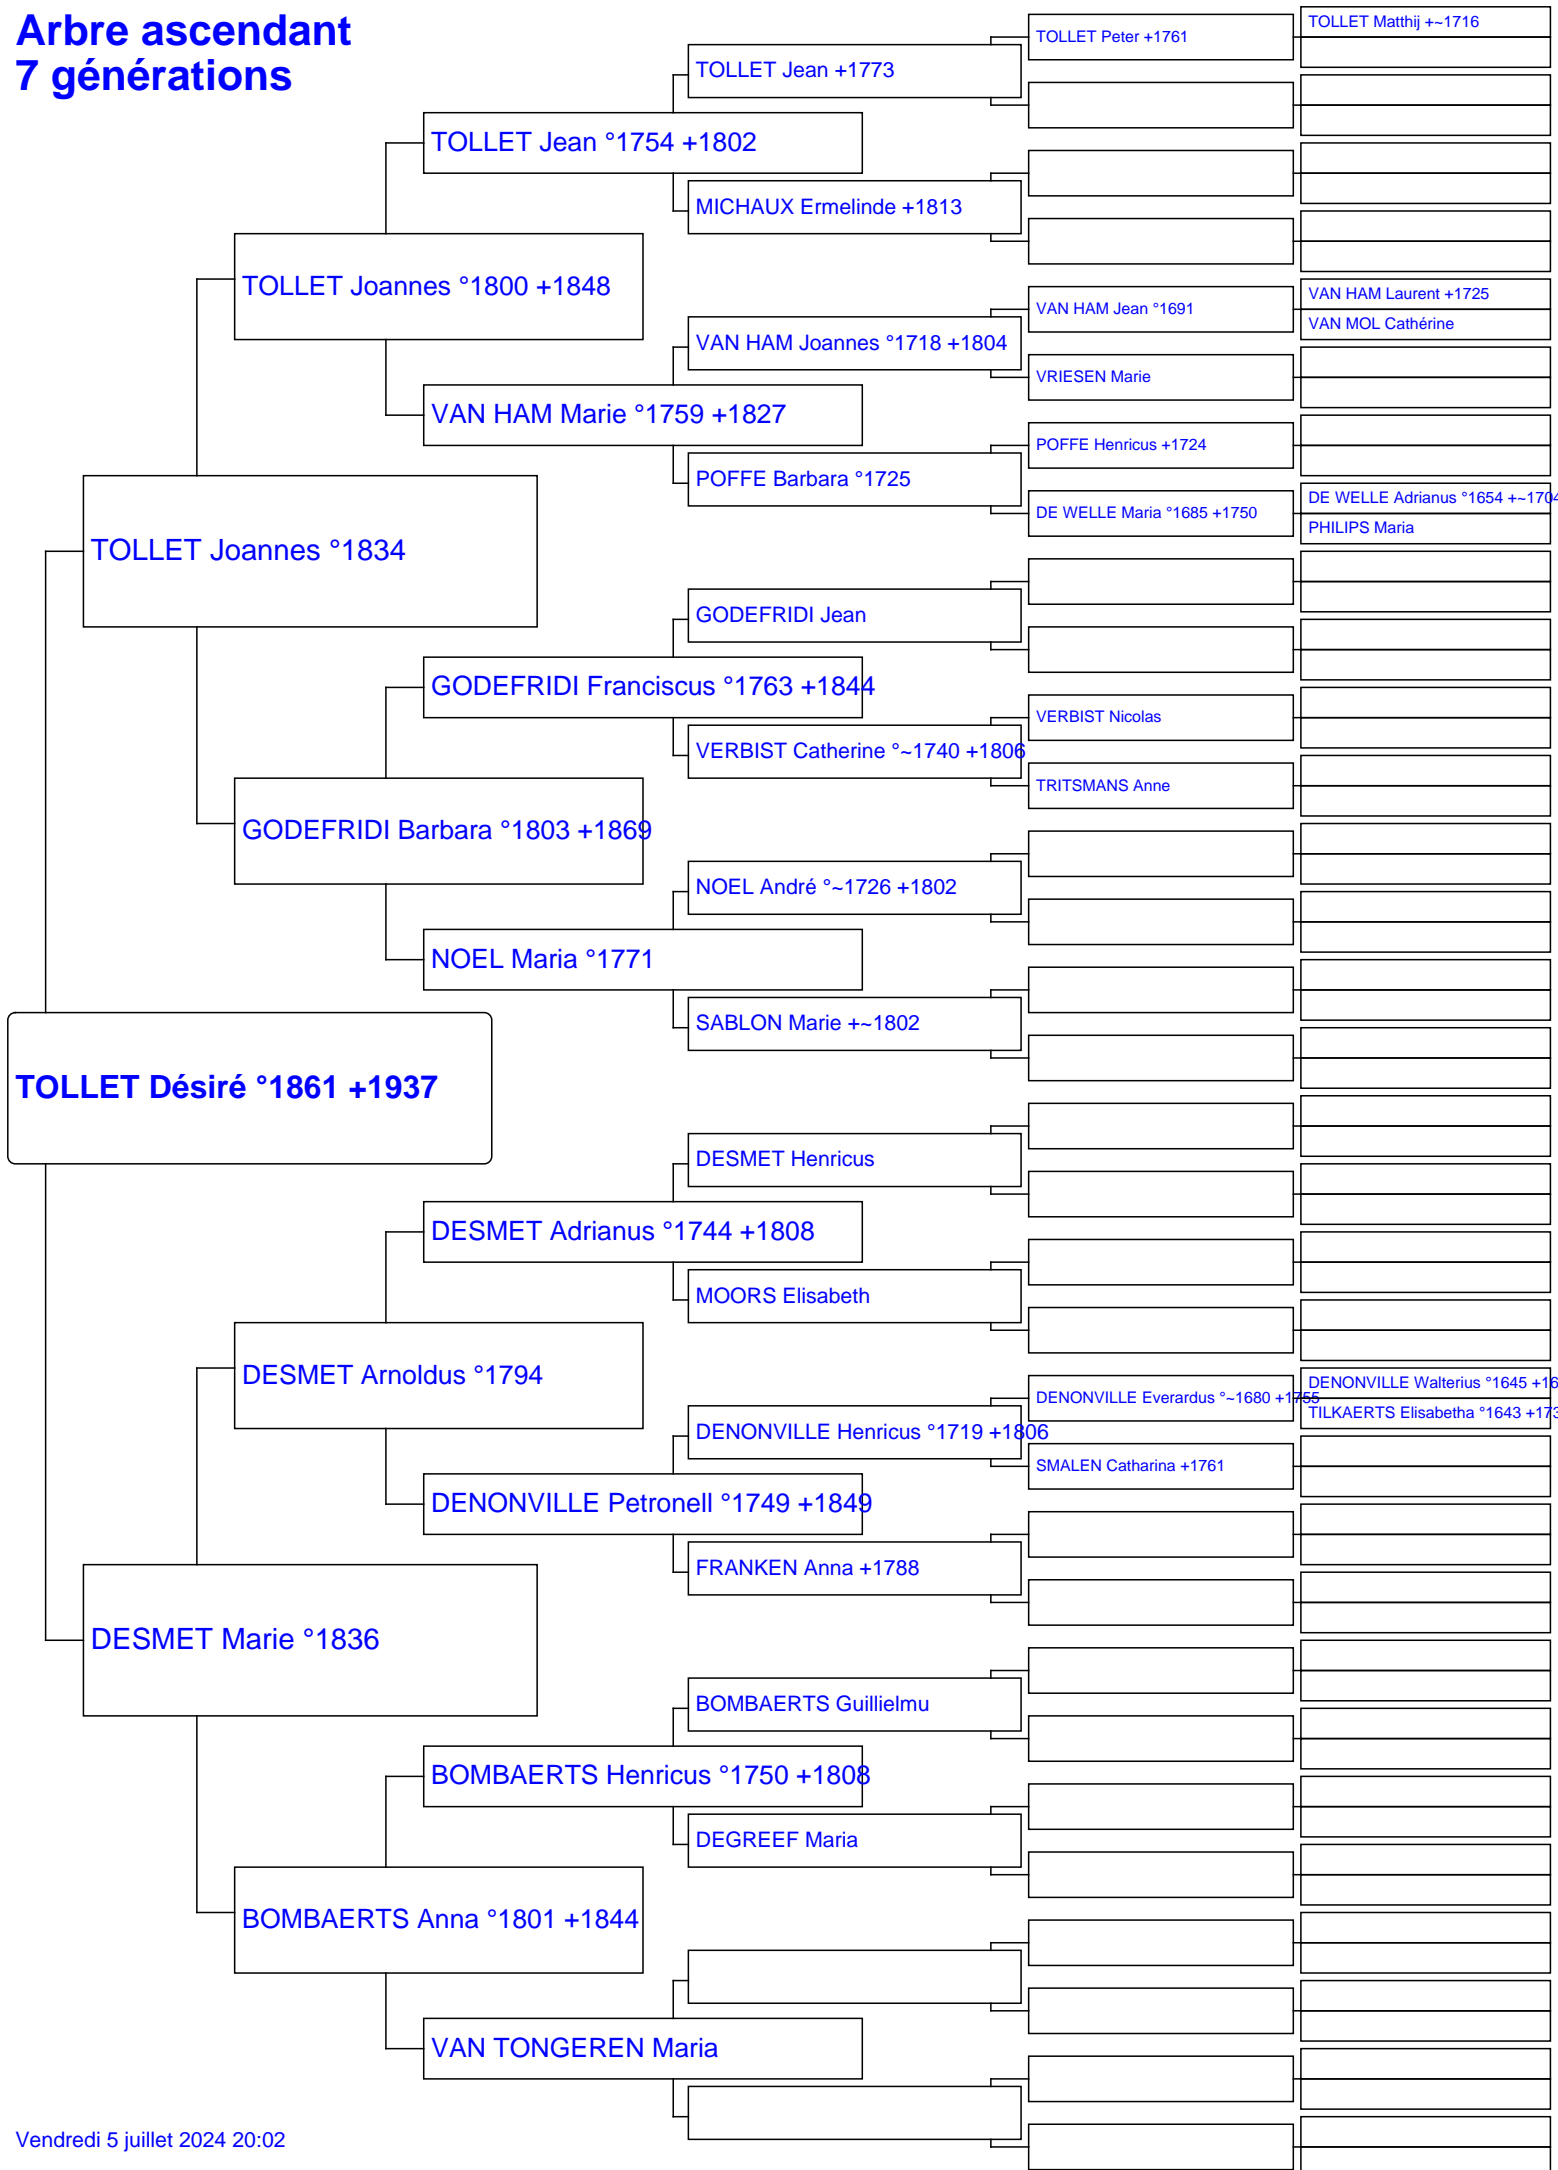 Arbre ascendant
7 générations
TOLLET Désiré °1861 +1937
TOLLET Joannes °1834
DESMET Marie °1836
TOLLET Joannes °1800 +1848
GODEFRIDI Barbara °1803 +1869
DESMET Arnoldus °1794
BOMBAERTS Anna °1801 +1844
TOLLET Jean °1754 +1802
VAN HAM Marie °1759 +1827
GODEFRIDI Franciscus °1763 +1844
NOEL Maria °1771
DESMET Adrianus °1744 +1808
DENONVILLE Petronell °1749 +1849
BOMBAERTS Henricus °1750 +1808
VAN TONGEREN Maria
TOLLET Jean +1773
MICHAUX Ermelinde +1813
VAN HAM Joannes °1718 +1804
POFFE Barbara °1725
GODEFRIDI Jean
VERBIST Catherine °~1740 +1806
NOEL André °~1726 +1802
SABLON Marie +~1802
DESMET Henricus
MOORS Elisabeth
DENONVILLE Henricus °1719 +1806
FRANKEN Anna +1788
BOMBAERTS Guillielmu
DEGREEF Maria
TOLLET Peter +1761
VAN HAM Jean °1691
VRIESEN Marie
POFFE Henricus +1724
DE WELLE Maria °1685 +1750
VERBIST Nicolas
TRITSMANS Anne
DENONVILLE Everardus °~1680 +1755
SMALEN Catharina +1761
TOLLET Matthij +~1716
VAN HAM Laurent +1725
VAN MOL Cathérine
DE WELLE Adrianus °1654 +~1704
PHILIPS Maria
DENONVILLE Walterius °1645 +16
TILKAERTS Elisabetha °1643 +173
Vendredi 5 juillet 2024 20:02